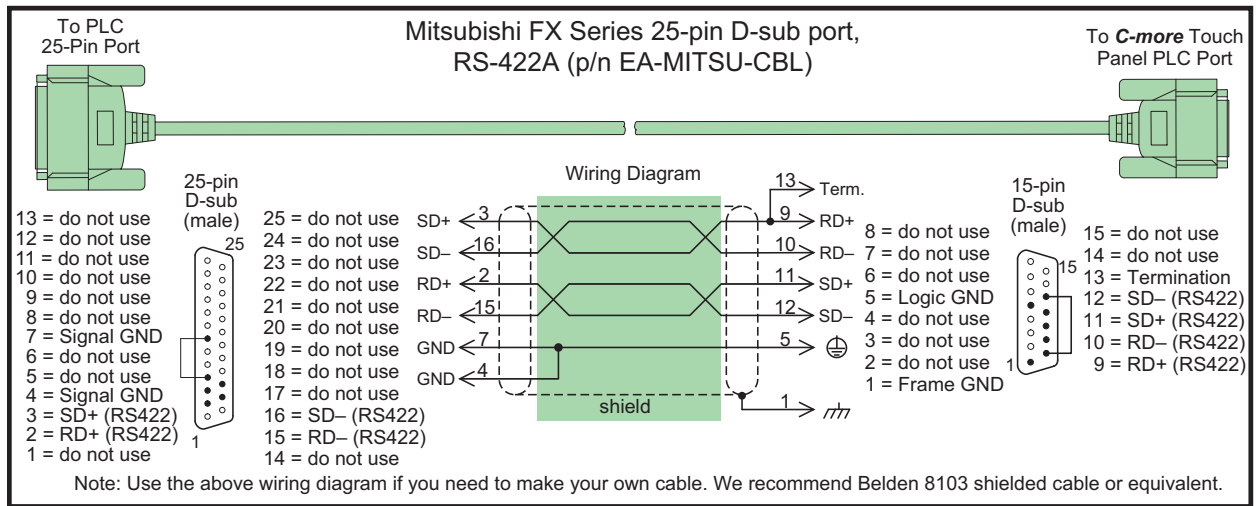 To PLC
25-Pin Port
Mitsubishi FX Series 25-pin D-sub port,
RS-422A (p/n EA-MITSU-CBL)
To C-more Touch
Panel PLC Port
25-pin
D-sub
(male)
13 = do not use
12 = do not use
11 = do not use
10 = do not use
9 = do not use
8 = do not use
7 = Signal GND
6 = do not use
5 = do not use
4 = Signal GND
3 = SD+ (RS422)
2 = RD+ (RS422)
1 = do not use
25
1
25 = do not use
24 = do not use
23 = do not use
22 = do not use
21 = do not use
20 = do not use
19 = do not use
18 = do not use
17 = do not use
16 = SD– (RS422)
15 = RD– (RS422)
14 = do not use
Wiring Diagram
13 Term.
SD+ 3 9 RD+
SD– 16 10 RD–
RD+ 2 11 SD+
RD– 15 12 SD–
GND 7 5
GND 4
shield
1
8 = do not use
7 = do not use
6 = do not use
5 = Logic GND
4 = do not use
3 = do not use
2 = do not use
1 = Frame GND
15-pin
D-sub
(male)
15
1
15 = do not use
14 = do not use
13 = Termination
12 = SD– (RS422)
11 = SD+ (RS422)
10 = RD– (RS422)
9 = RD+ (RS422)
Note: Use the above wiring diagram if you need to make your own cable. We recommend Belden 8103 shielded cable or equivalent.